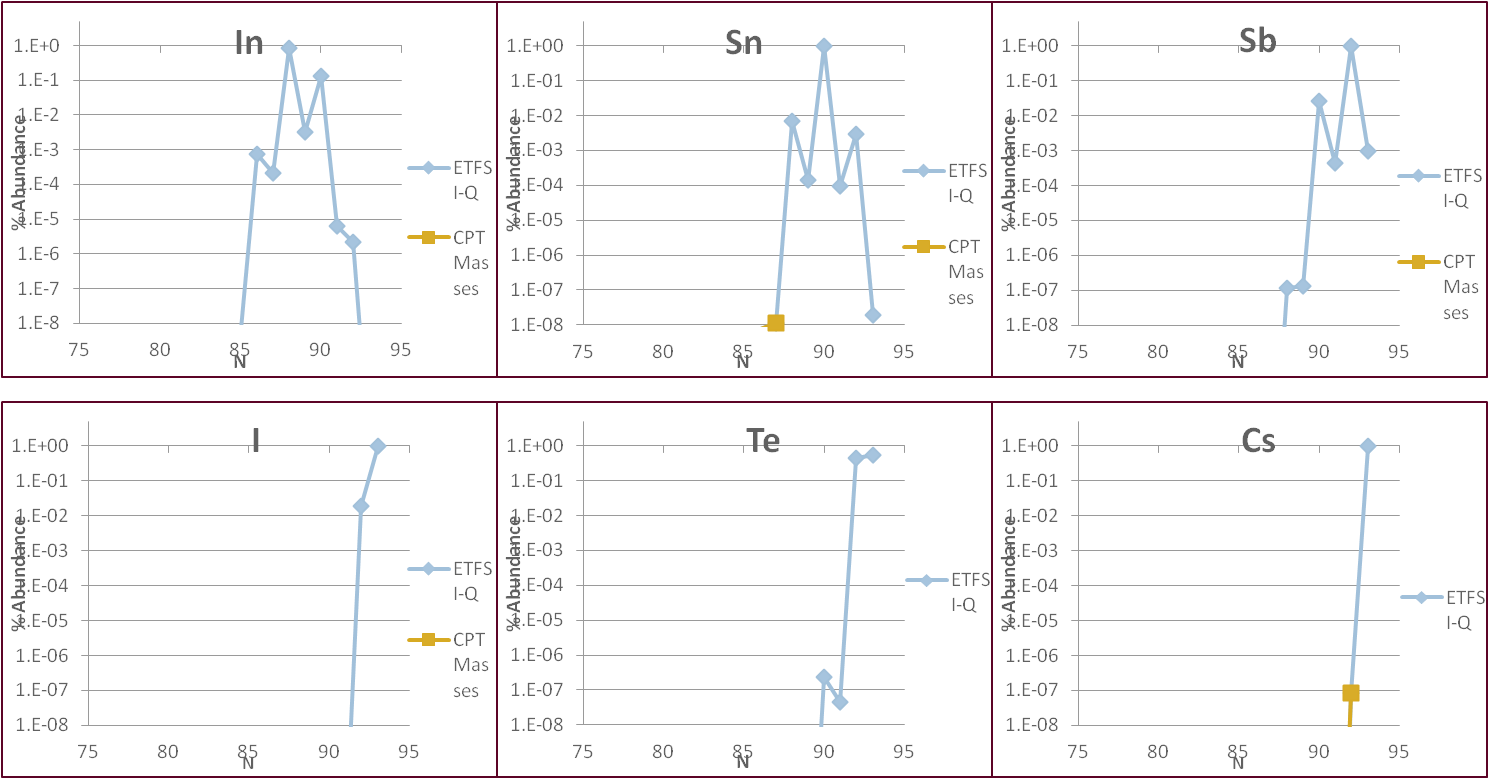 In
1.E+0
1.E-1
1.E-2
1.E-3
1.E-4
1.E-5
1.E-6
1.E-7
1.E-8
% Abundance
75 80 85 90 95
N
ETFS
I-Q
CPT
Mas
ses
Sn
1.E+00
1.E-01
1.E-02
1.E-03
1.E-04
1.E-05
1.E-06
1.E-07
1.E-08
% Abundance
75 80 85 90 95
N
ETFS
I-Q
CPT
Mas
ses
Sb
1.E+00
1.E-01
1.E-02
1.E-03
1.E-04
1.E-05
1.E-06
1.E-07
1.E-08
% Abundance
75 80 85 90 95
N
ETFS
I-Q
CPT
Mas
ses
I
1.E+00
1.E-01
1.E-02
1.E-03
1.E-04
1.E-05
1.E-06
1.E-07
1.E-08
% Abundance
75 80 85 90 95
N
ETFS
I-Q
CPT
Mas
ses
Te
1.E+00
1.E-01
1.E-02
1.E-03
1.E-04
1.E-05
1.E-06
1.E-07
1.E-08
% Abundance
75 80 85 90 95
N
ETFS
I-Q
Cs
1.E+00
1.E-01
1.E-02
1.E-03
1.E-04
1.E-05
1.E-06
1.E-07
1.E-08
% Abundance
75 80 85 90 95
N
ETFS
I-Q